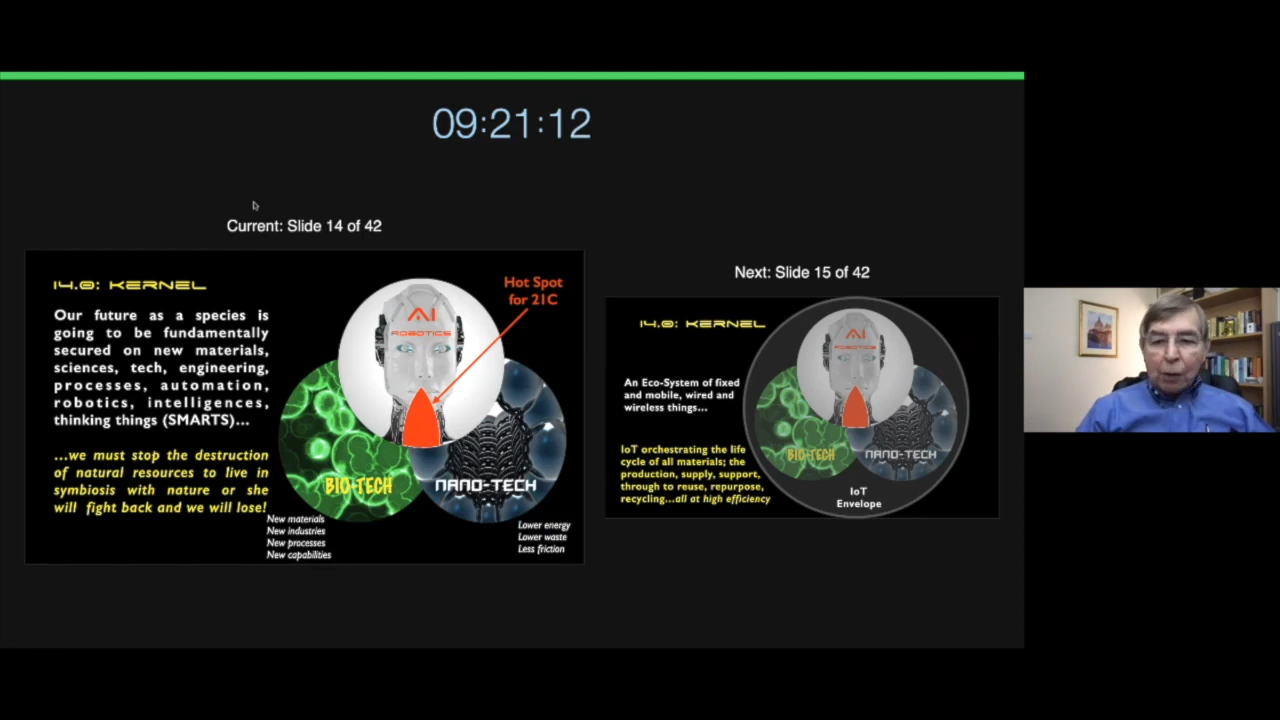 09:21:12
Current: Slide 14 of 42
14.0: KERNEL
Our future as a species is
going to be fundamentally
secured on new materials,
sciences, tech, engineering,
processes, automation,
robotics, intelligences,
thinking things (SMARTS)...
...we must stop the destruction
of natural resources to live in
symbiosis with nature or she
will fight back and we will lose!
Hot Spot
for 21C
AI
ROBOTICS
BIO-TECH
NANO-TECH
New materials
New industries
New processes
New capabilities
Lower energy
Lower waste
Less friction
Next: Slide 15 of 42
14.0: KERNEL
An Eco-System of fixed
and mobile, wired and
wireless things...
IoT orchestrating the life
cycle of all materials; the
production, supply, support,
through to reuse, repurpose,
recycling...all at high efficiency
AI
ROBOTICS
BIO-TECH
NANO-TECH
IoT
Envelope